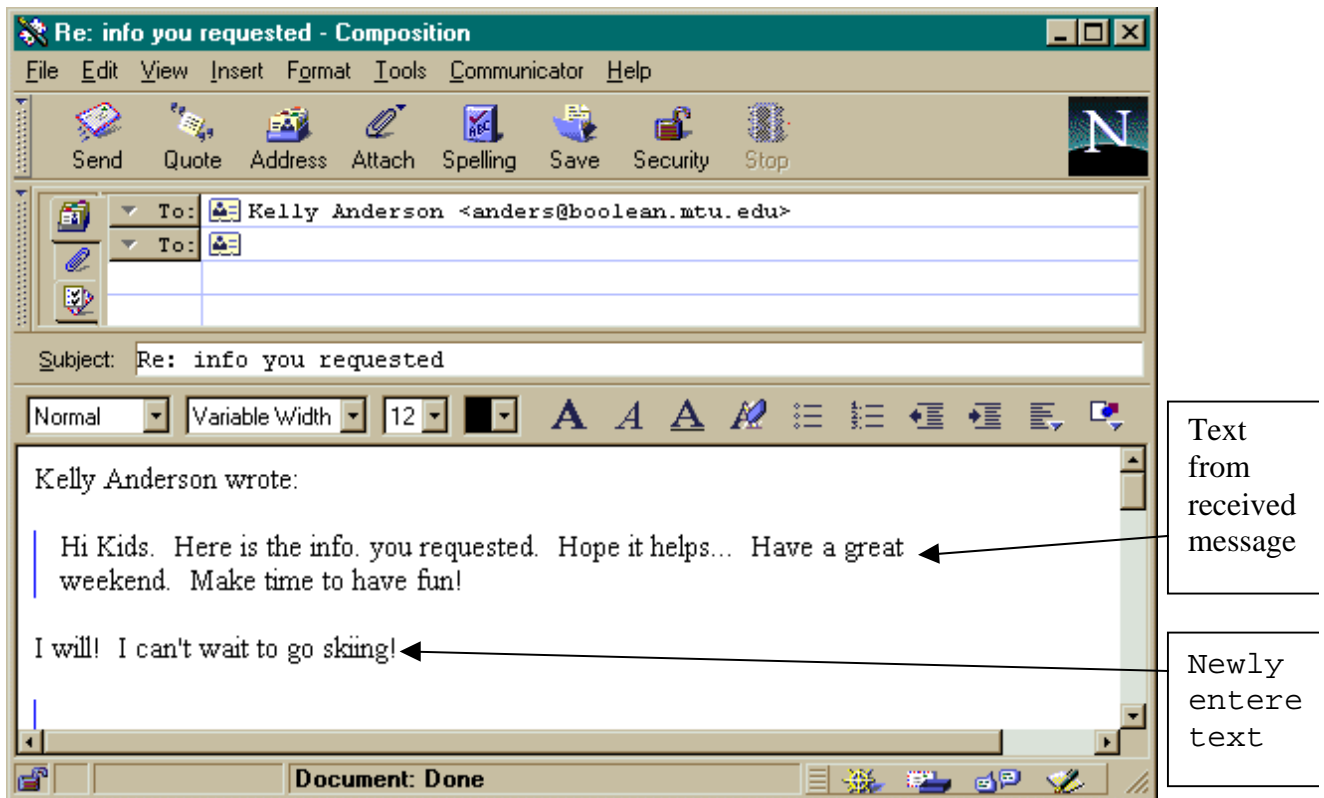 Re: info you requested - Composition
File Edit View Insert Format Tools Communicator Help
Send Quote Address Attach Spelling Save Security Stop
N
To: Kelly Anderson <anders@boolean.mtu.edu>
To:
Subject: Re: info you requested
Normal Variable Width 12 A A A
Kelly Anderson wrote:
Hi Kids. Here is the info. you requested. Hope it helps... Have a great
weekend. Make time to have fun!
I will! I can't wait to go skiing!
Document: Done
Text
from
received
message
Newly
entere
text